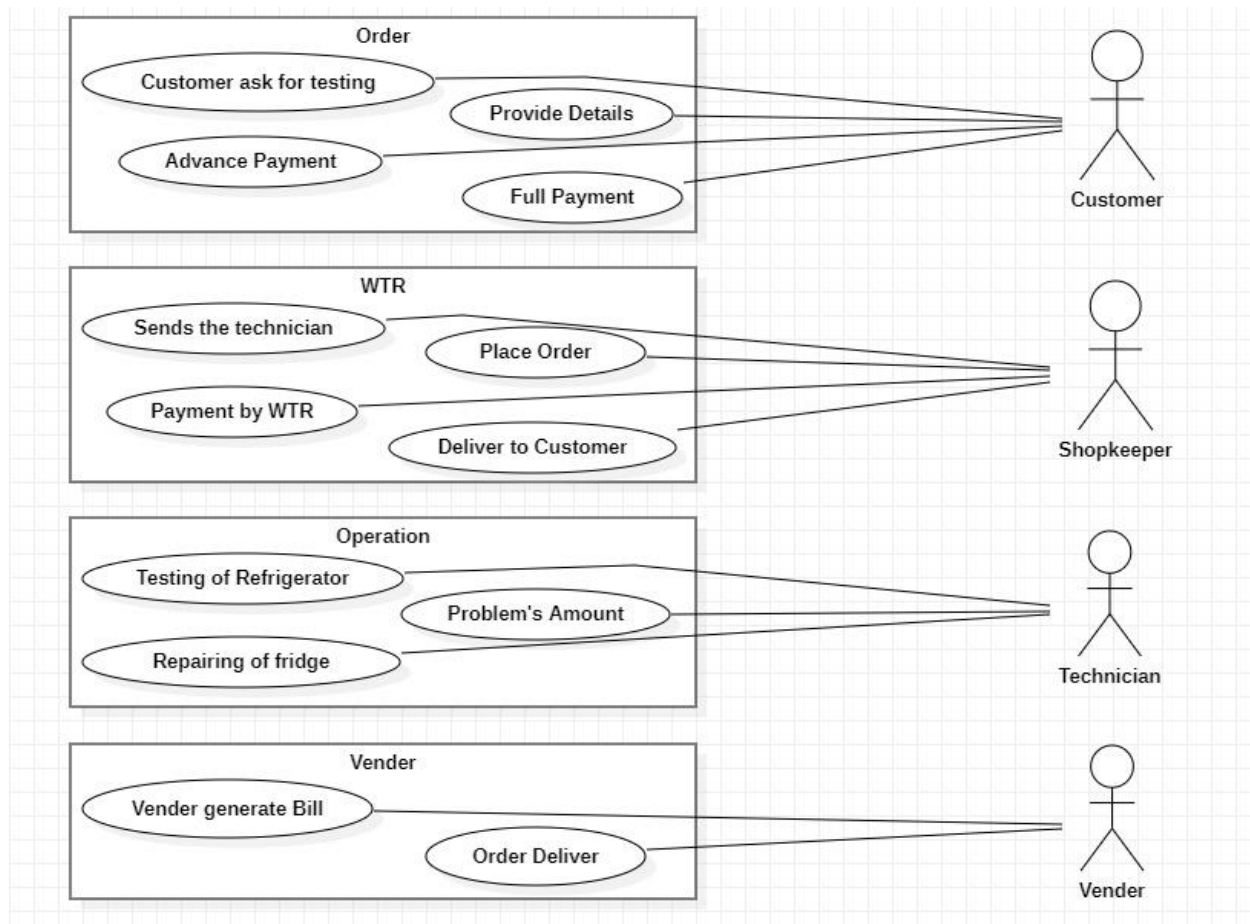 Order
Customer ask for testing
Provide Details
Advance Payment
Full Payment
Customer
WTR
Sends the technician
Place Order
Payment by WTR
Deliver to Customer
Shopkeeper
Operation
Testing of Refrigerator
Problem's Amount
Repairing of fridge
Technician
Vender
Vender generate Bill
Order Deliver
Vender